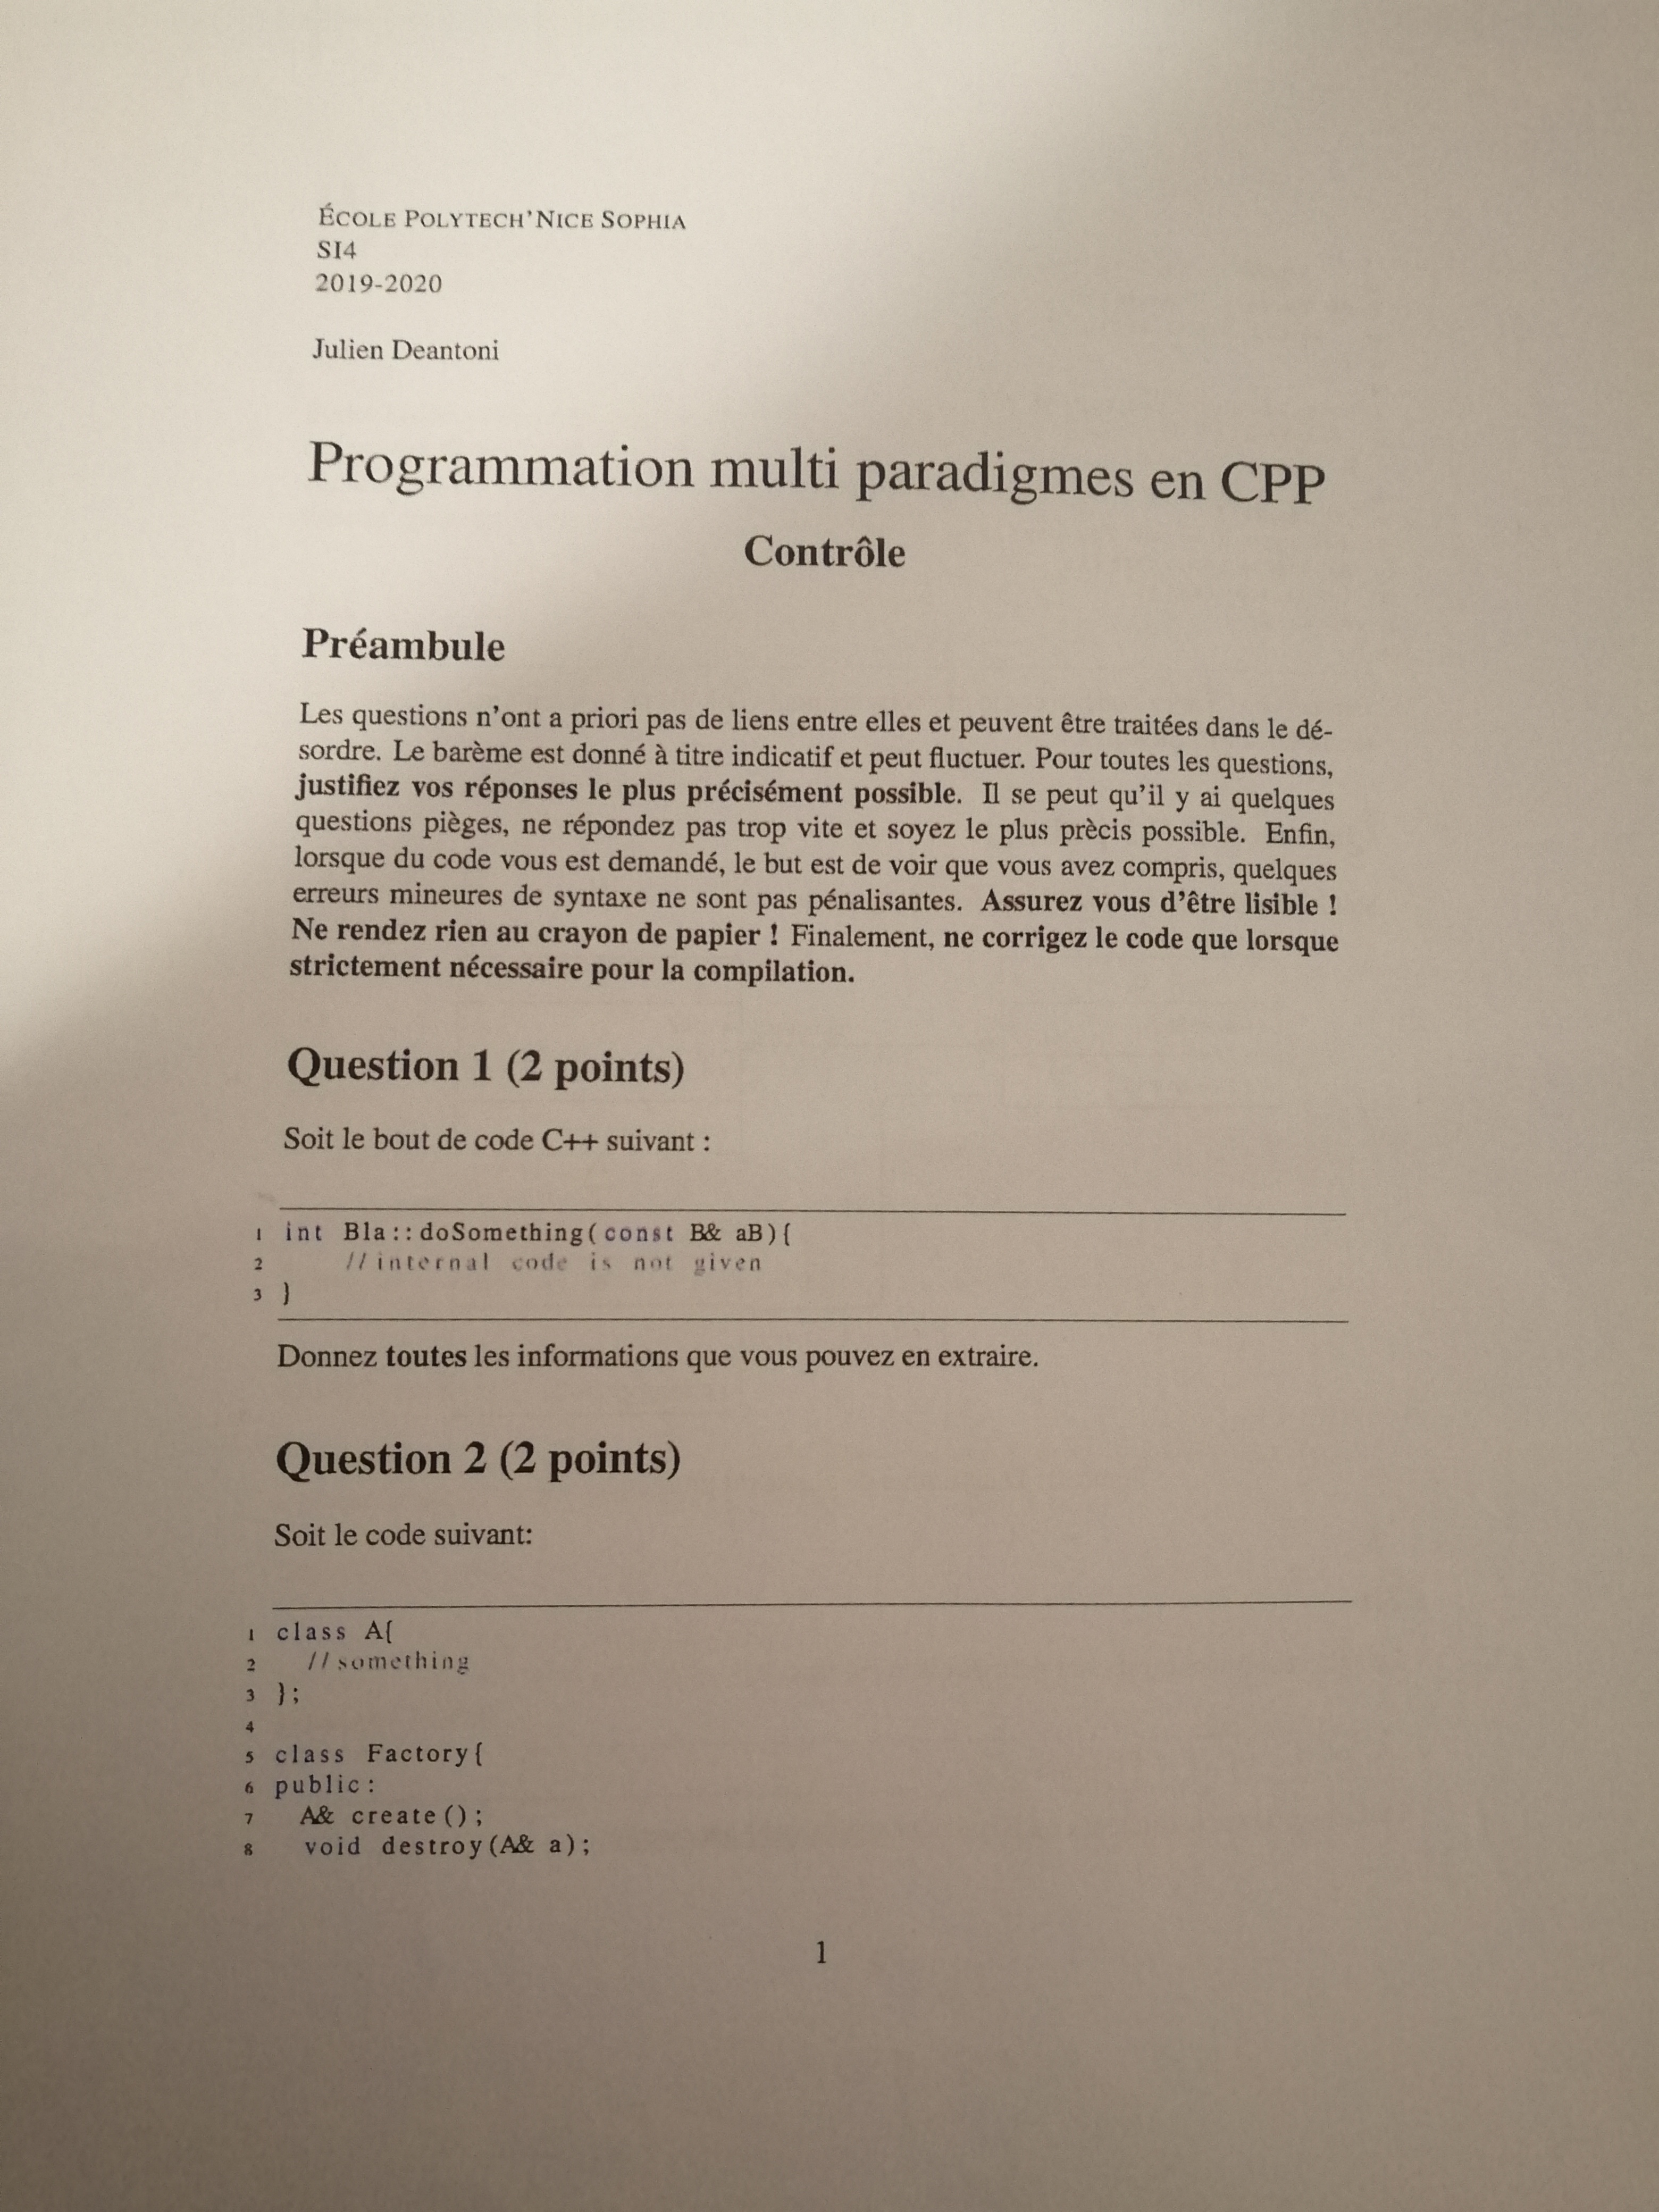 ÉCOLE POLYTECH'NICE SOPHIA
SI4
2019-2020
Julien Deantoni
Programmation multi paradigmes en CPP
Contrôle
Préambule
Les questions n'ont a priori pas de liens entre elles et peuvent être traitées dans le dé-
sordre. Le barème est donné à titre indicatif et peut fluctuer. Pour toutes les questions,
justifiez vos réponses le plus précisément possible. Il se peut qu'il y ai quelques
questions pièges, ne répondez pas trop vite et soyez le plus prècis possible. Enfin,
lorsque du code vous est demandé, le but est de voir que vous avez compris, quelques
erreurs mineures de syntaxe ne sont pas pénalisantes. Assurez vous d'être lisible !
Ne rendez rien au crayon de papier ! Finalement, ne corrigez le code que lorsque
strictement nécessaire pour la compilation.
Question 1 (2 points)
Soit le bout de code C++ suivant :
1 int Bla::doSomething(const B& aB){
2 //internal code is not given
3 }
Donnez toutes les informations que vous pouvez en extraire.
Question 2 (2 points)
Soit le code suivant:
1 class A{
2 //something
3 };
4
5 class Factory{
6 public:
7 A& create();
8 void destroy(A& a);
1